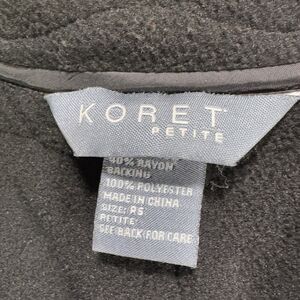 KORET
PETITE
40% RAYON
BACKING
100% POLYESTER
MADE IN CHINA
SIZE: PS
PETITE
SEE BACK FOR CARE